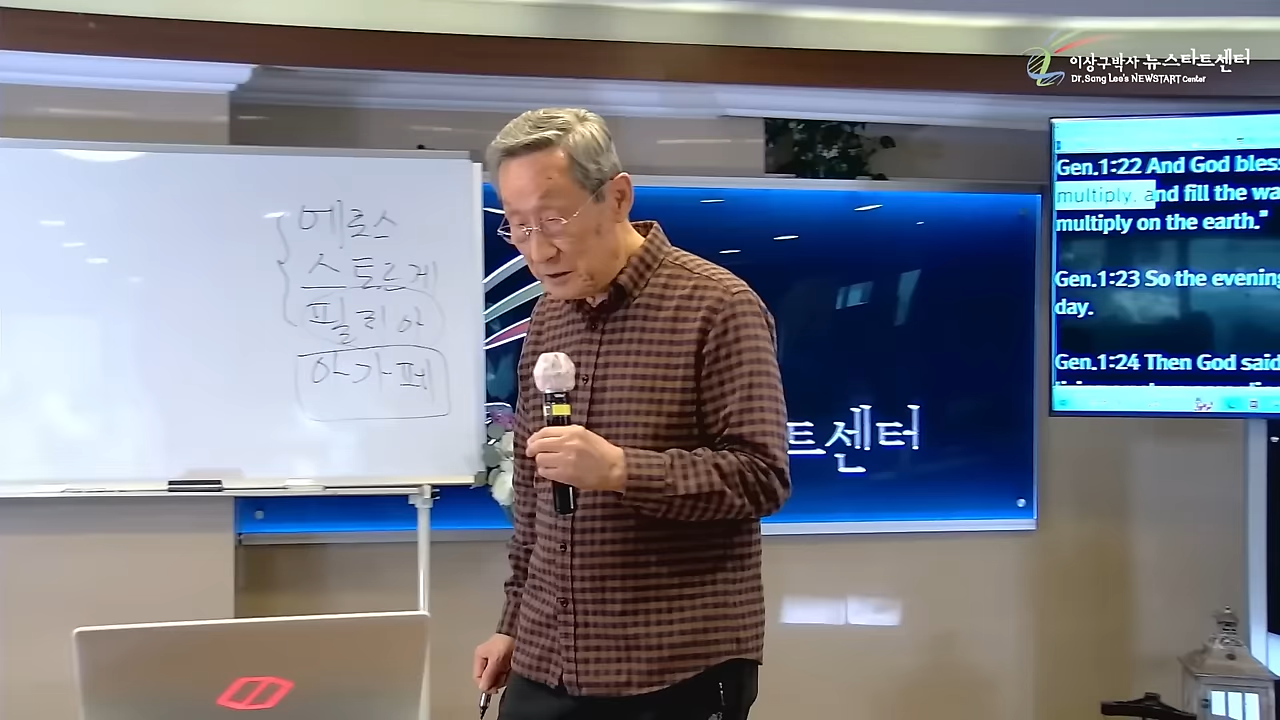 이상구박사 뉴스타트센터
Dr. Sang Lee's NEWSTART Center
에로스
스토르게
필리아
아가페
트센터
Gen.1:22 And God bless
multiply, and fill the wa
multiply on the earth."
Gen.1:23 So the evening
day.
Gen.1:24 Then God said